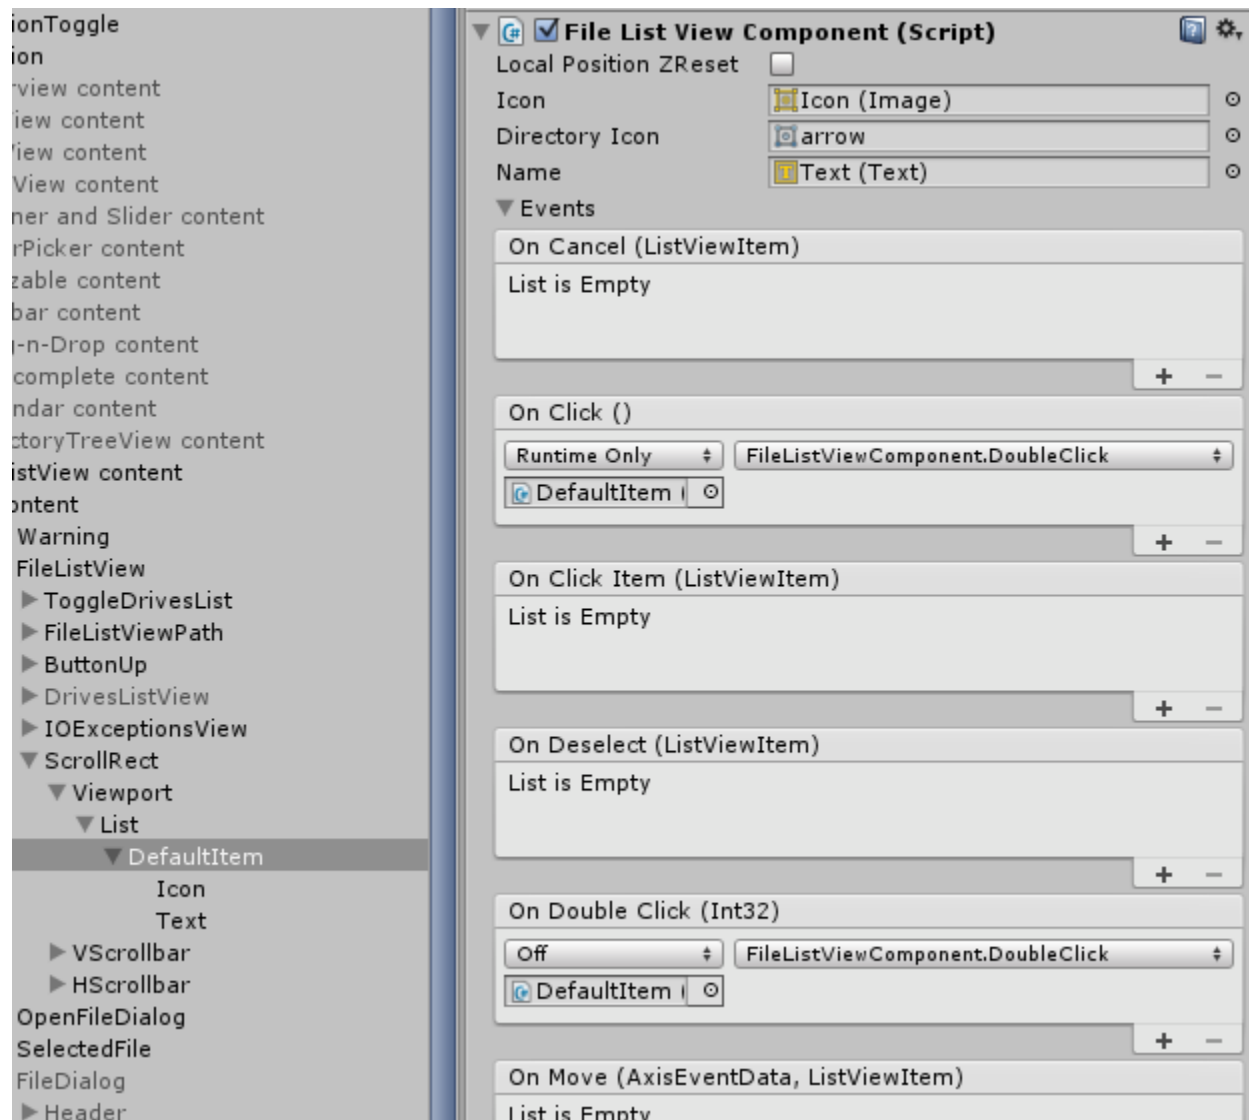 ionToggle
ion
rview content
iew content
View content
View content
ner and Slider content
rPicker content
zable content
bar content
g-n-Drop content
complete content
ndar content
ctoryTreeView content
istView content
ontent
Warning
FileListView
ToggleDrivesList
FileListViewPath
ButtonUp
DrivesListView
IOExceptionsView
ScrollRect
Viewport
List
DefaultItem
Icon
Text
VScrollbar
HScrollbar
OpenFileDialog
SelectedFile
FileDialog
Header
File List View Component (Script)
Local Position ZReset
Icon Icon (Image)
Directory Icon arrow
Name Text (Text)
Events
On Cancel (ListViewItem)
List is Empty
+ −
On Click ()
Runtime Only FileListViewComponent.DoubleClick
DefaultItem (
+ −
On Click Item (ListViewItem)
List is Empty
+ −
On Deselect (ListViewItem)
List is Empty
+ −
On Double Click (Int32)
Off FileListViewComponent.DoubleClick
DefaultItem (
+ −
On Move (AxisEventData, ListViewItem)
List is Empty